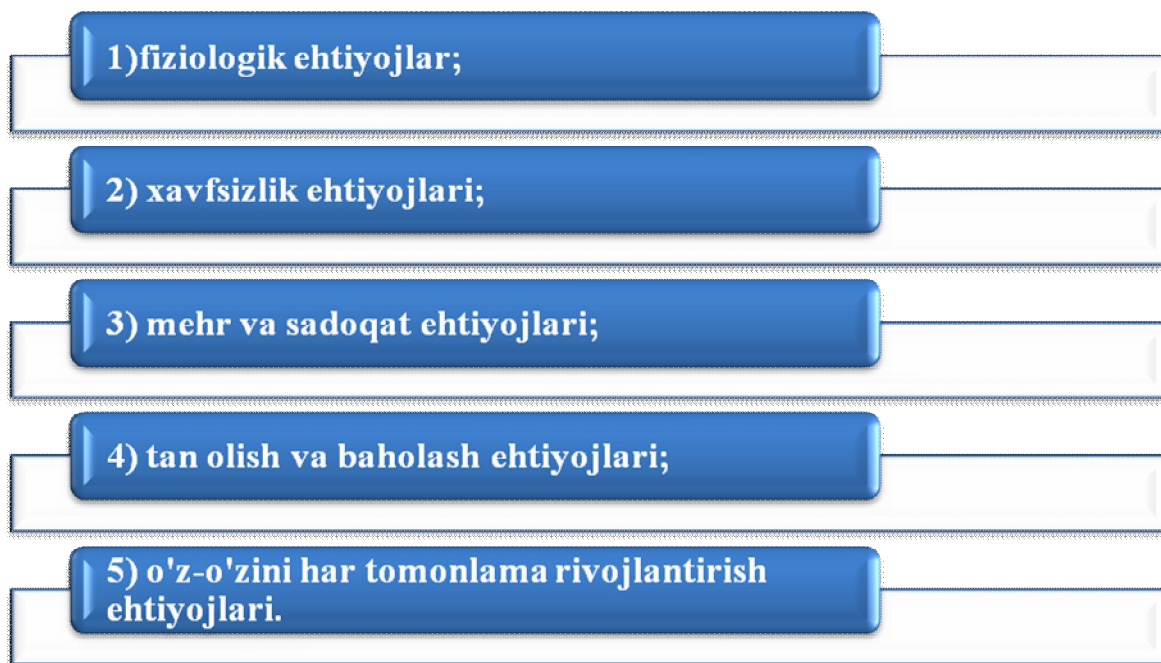 1)fiziologik ehtiyojlar;
2) xavfsizlik ehtiyojlari;
3) mehr va sadoqat ehtiyojlari;
4) tan olish va baholash ehtiyojlari;
5) o'z-o'zini har tomonlama rivojlantirish
ehtiyojlari.